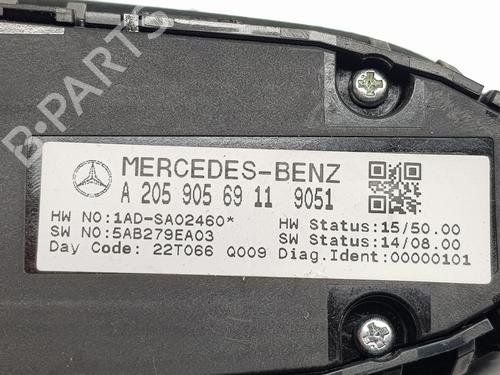 B-PARTS
MERCEDES-BENZ
A 205 905 69 11 9051
HW NO:1AD-SA02460* HW Status:15/50.00
SW NO:5AB279EA03 SW Status:14/08.00
Day Code: 22T066 Q009 Diag.Ident:00000101